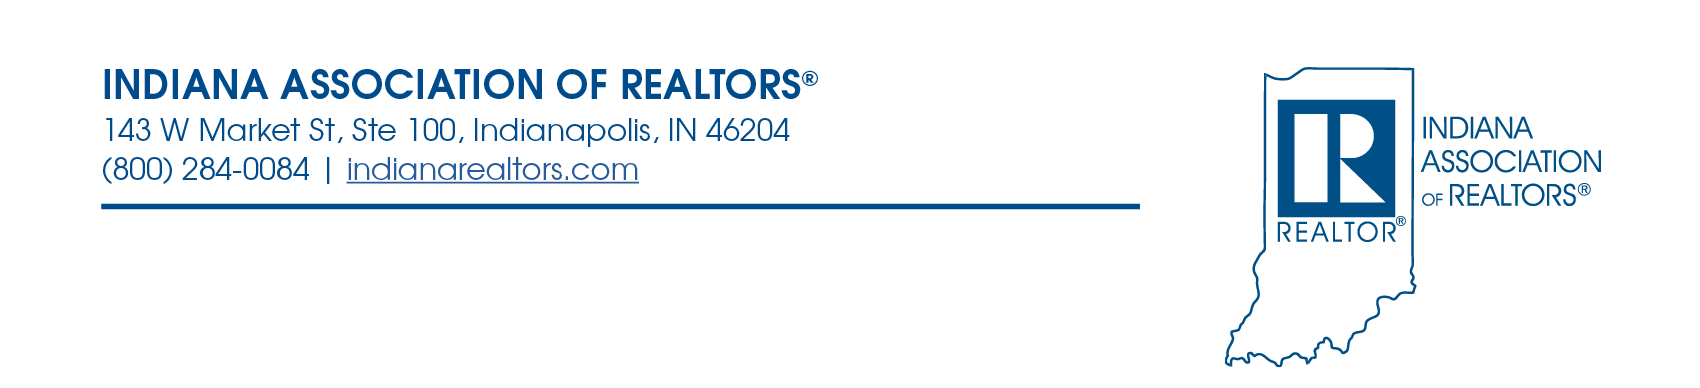 INDIANA ASSOCIATION OF REALTORS®
143 W Market St, Ste 100, Indianapolis, IN 46204
(800) 284-0084 | indianarealtors.com
REALTOR®
INDIANA
ASSOCIATION
OF REALTORS®